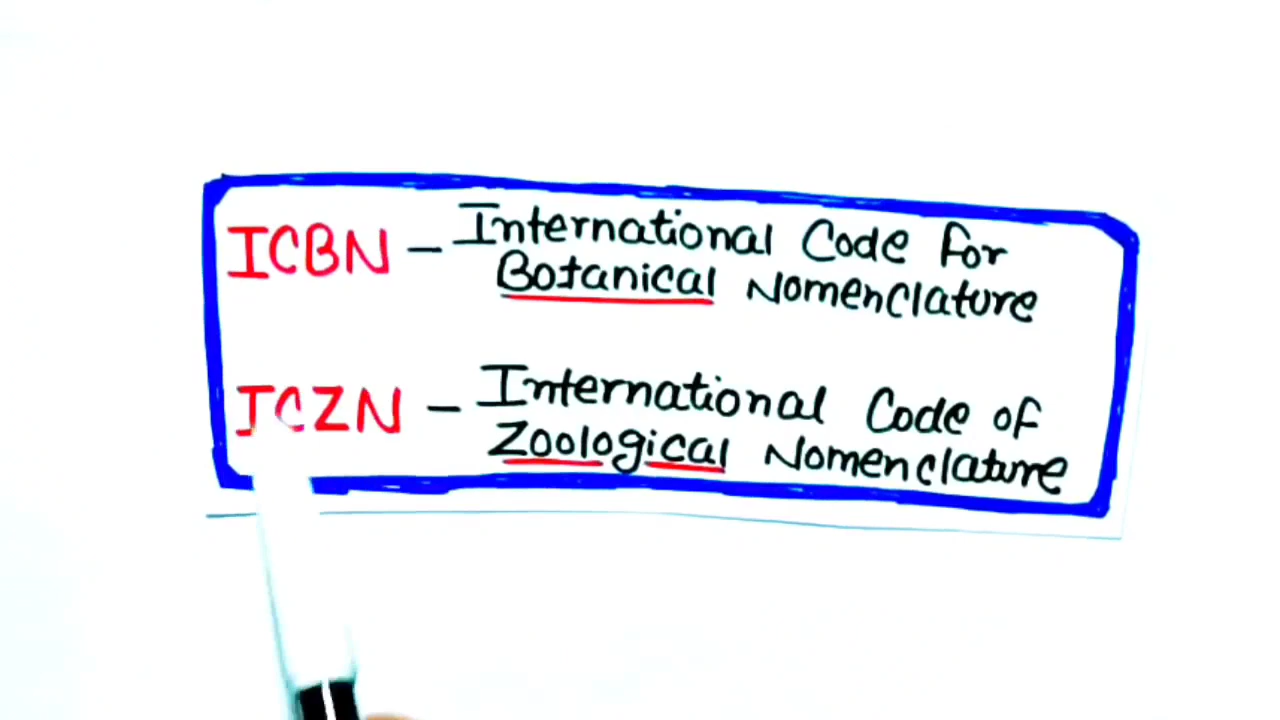 ICBN - International Code for
Botanical Nomenclature
ICZN - International Code of
Zoological Nomenclature